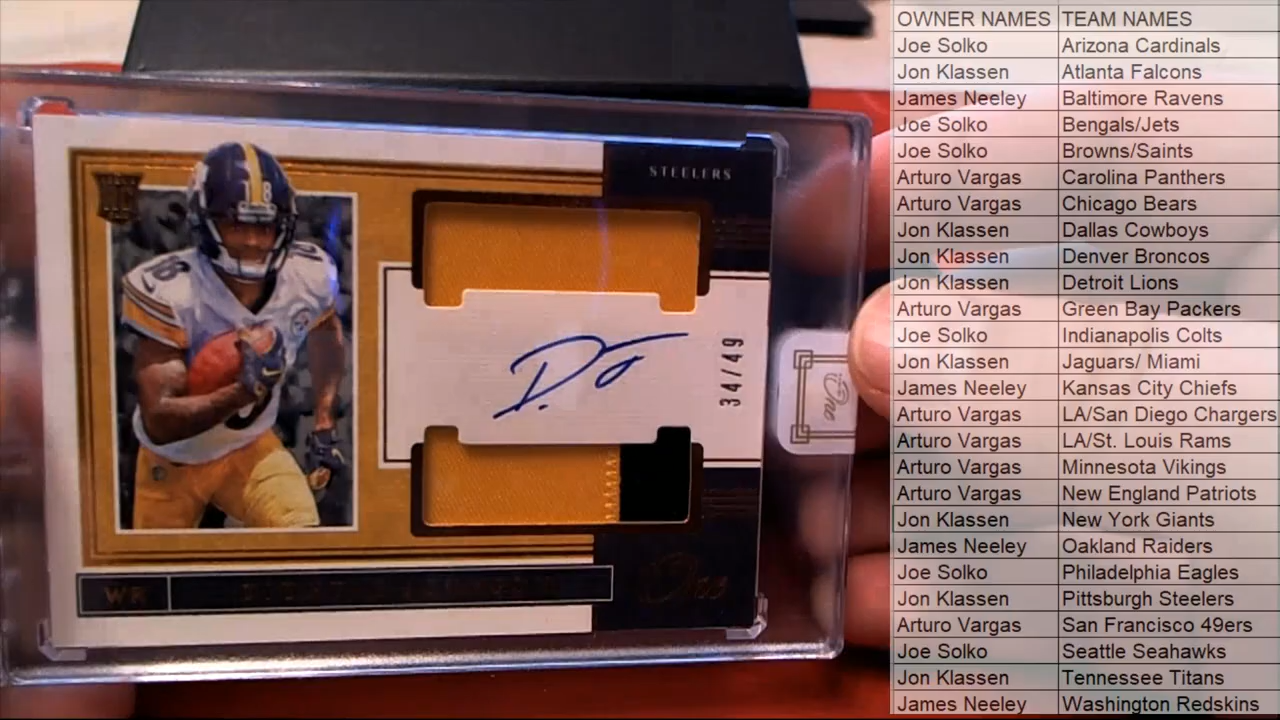 STEELERS
18
18
34/49
One
WR
One
OWNER NAMES TEAM NAMES
Joe Solko Arizona Cardinals
Jon Klassen Atlanta Falcons
James Neeley Baltimore Ravens
Joe Solko Bengals/Jets
Joe Solko Browns/Saints
Arturo Vargas Carolina Panthers
Arturo Vargas Chicago Bears
Jon Klassen Dallas Cowboys
Jon Klassen Denver Broncos
Jon Klassen Detroit Lions
Arturo Vargas Green Bay Packers
Joe Solko Indianapolis Colts
Jon Klassen Jaguars/ Miami
James Neeley Kansas City Chiefs
Arturo Vargas LA/San Diego Chargers
Arturo Vargas LA/St. Louis Rams
Arturo Vargas Minnesota Vikings
Arturo Vargas New England Patriots
Jon Klassen New York Giants
James Neeley Oakland Raiders
Joe Solko Philadelphia Eagles
Jon Klassen Pittsburgh Steelers
Arturo Vargas San Francisco 49ers
Joe Solko Seattle Seahawks
Jon Klassen Tennessee Titans
James Neeley Washington Redskins